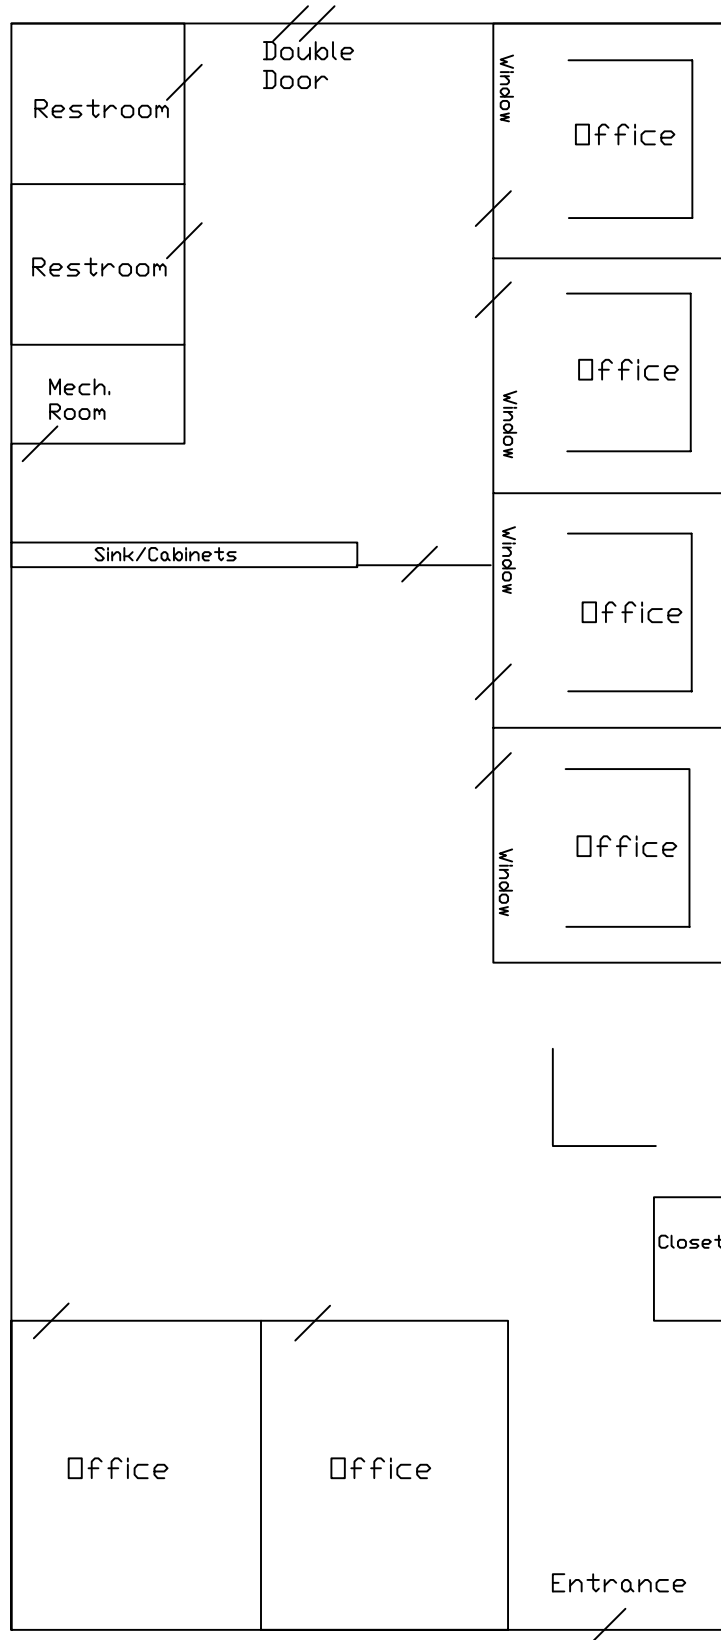 Double
Door
Window
Restroom
Office
Restroom
Office
Mech.
Room
Window
Sink/Cabinets
Window
Office
Office
Window
Closet
Office
Office
Entrance